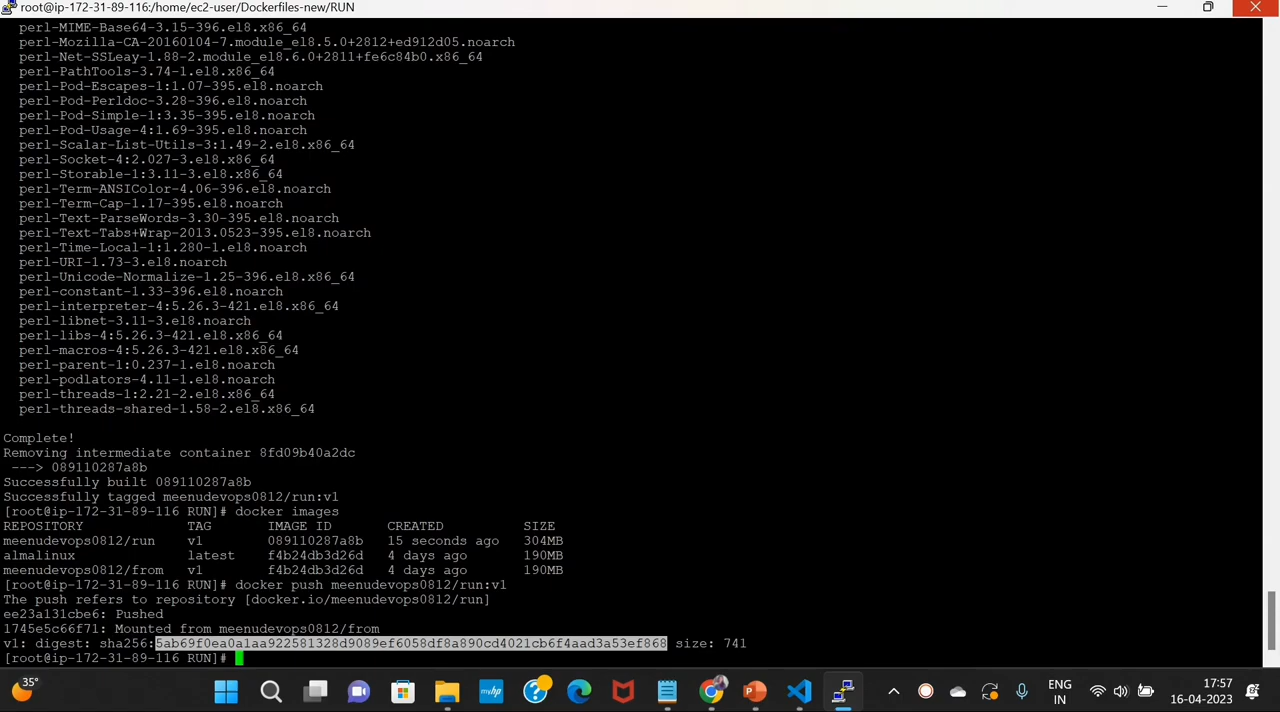 root@ip-172-31-89-116:/home/ec2-user/Dockerfiles-new/RUN
perl-MIME-Base64-3.15-396.el8.x86_64
perl-Mozilla-CA-20160104-7.module_el8.5.0+2812+ed912d05.noarch
perl-Net-SSLeay-1.88-2.module_el8.6.0+2811+fe6c84b0.x86_64
perl-PathTools-3.74-1.el8.x86_64
perl-Pod-Escapes-1:1.07-395.el8.noarch
perl-Pod-Perldoc-3.28-396.el8.noarch
perl-Pod-Simple-1:3.35-395.el8.noarch
perl-Pod-Usage-4:1.69-395.el8.noarch
perl-Scalar-List-Utils-3:1.49-2.el8.x86_64
perl-Socket-4:2.027-3.el8.x86_64
perl-Storable-1:3.11-3.el8.x86_64
perl-Term-ANSIColor-4.06-396.el8.noarch
perl-Term-Cap-1.17-395.el8.noarch
perl-Text-ParseWords-3.30-395.el8.noarch
perl-Text-Tabs+Wrap-2013.0523-395.el8.noarch
perl-Time-Local-1:1.280-1.el8.noarch
perl-URI-1.73-3.el8.noarch
perl-Unicode-Normalize-1.25-396.el8.x86_64
perl-constant-1.33-396.el8.noarch
perl-interpreter-4:5.26.3-421.el8.x86_64
perl-libnet-3.11-3.el8.noarch
perl-libs-4:5.26.3-421.el8.x86_64
perl-macros-4:5.26.3-421.el8.x86_64
perl-parent-1:0.237-1.el8.noarch
perl-podlators-4.11-1.el8.noarch
perl-threads-1:2.21-2.el8.x86_64
perl-threads-shared-1.58-2.el8.x86_64
Complete!
Removing intermediate container 8fd09b40a2dc
---> 089110287a8b
Successfully built 089110287a8b
Successfully tagged meenudevops0812/run:v1
[root@ip-172-31-89-116 RUN]# docker images
REPOSITORY TAG IMAGE ID CREATED SIZE
meenudevops0812/run v1 089110287a8b 15 seconds ago 304MB
almalinux latest f4b24db3d26d 4 days ago 190MB
meenudevops0812/from v1 f4b24db3d26d 4 days ago 190MB
[root@ip-172-31-89-116 RUN]# docker push meenudevops0812/run:v1
The push refers to repository [docker.io/meenudevops0812/run]
ee23a131cbe6: Pushed
1745e5c66f71: Mounted from meenudevops0812/from
v1: digest: sha256:5ab69f0ea0a1aa922581328d9089ef6058df8a890cd4021cb6f4aad3a53ef868 size: 741
[root@ip-172-31-89-116 RUN]#
35°
myhp
ENG
IN
17:57
16-04-2023